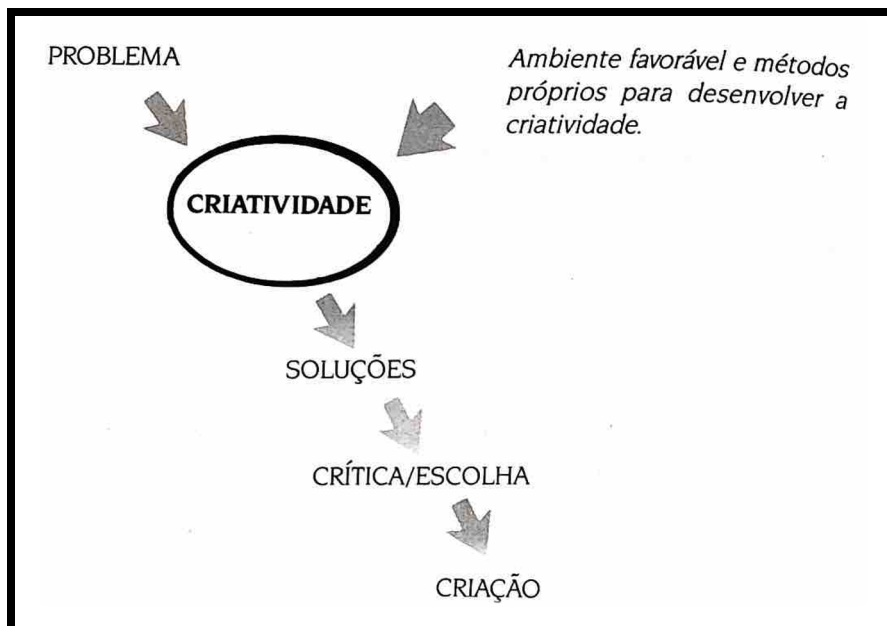 PROBLEMA
Ambiente favorável e métodos
próprios para desenvolver a
criatividade.
CRIATIVIDADE
SOLUÇÕES
CRÍTICA/ESCOLHA
CRIAÇÃO